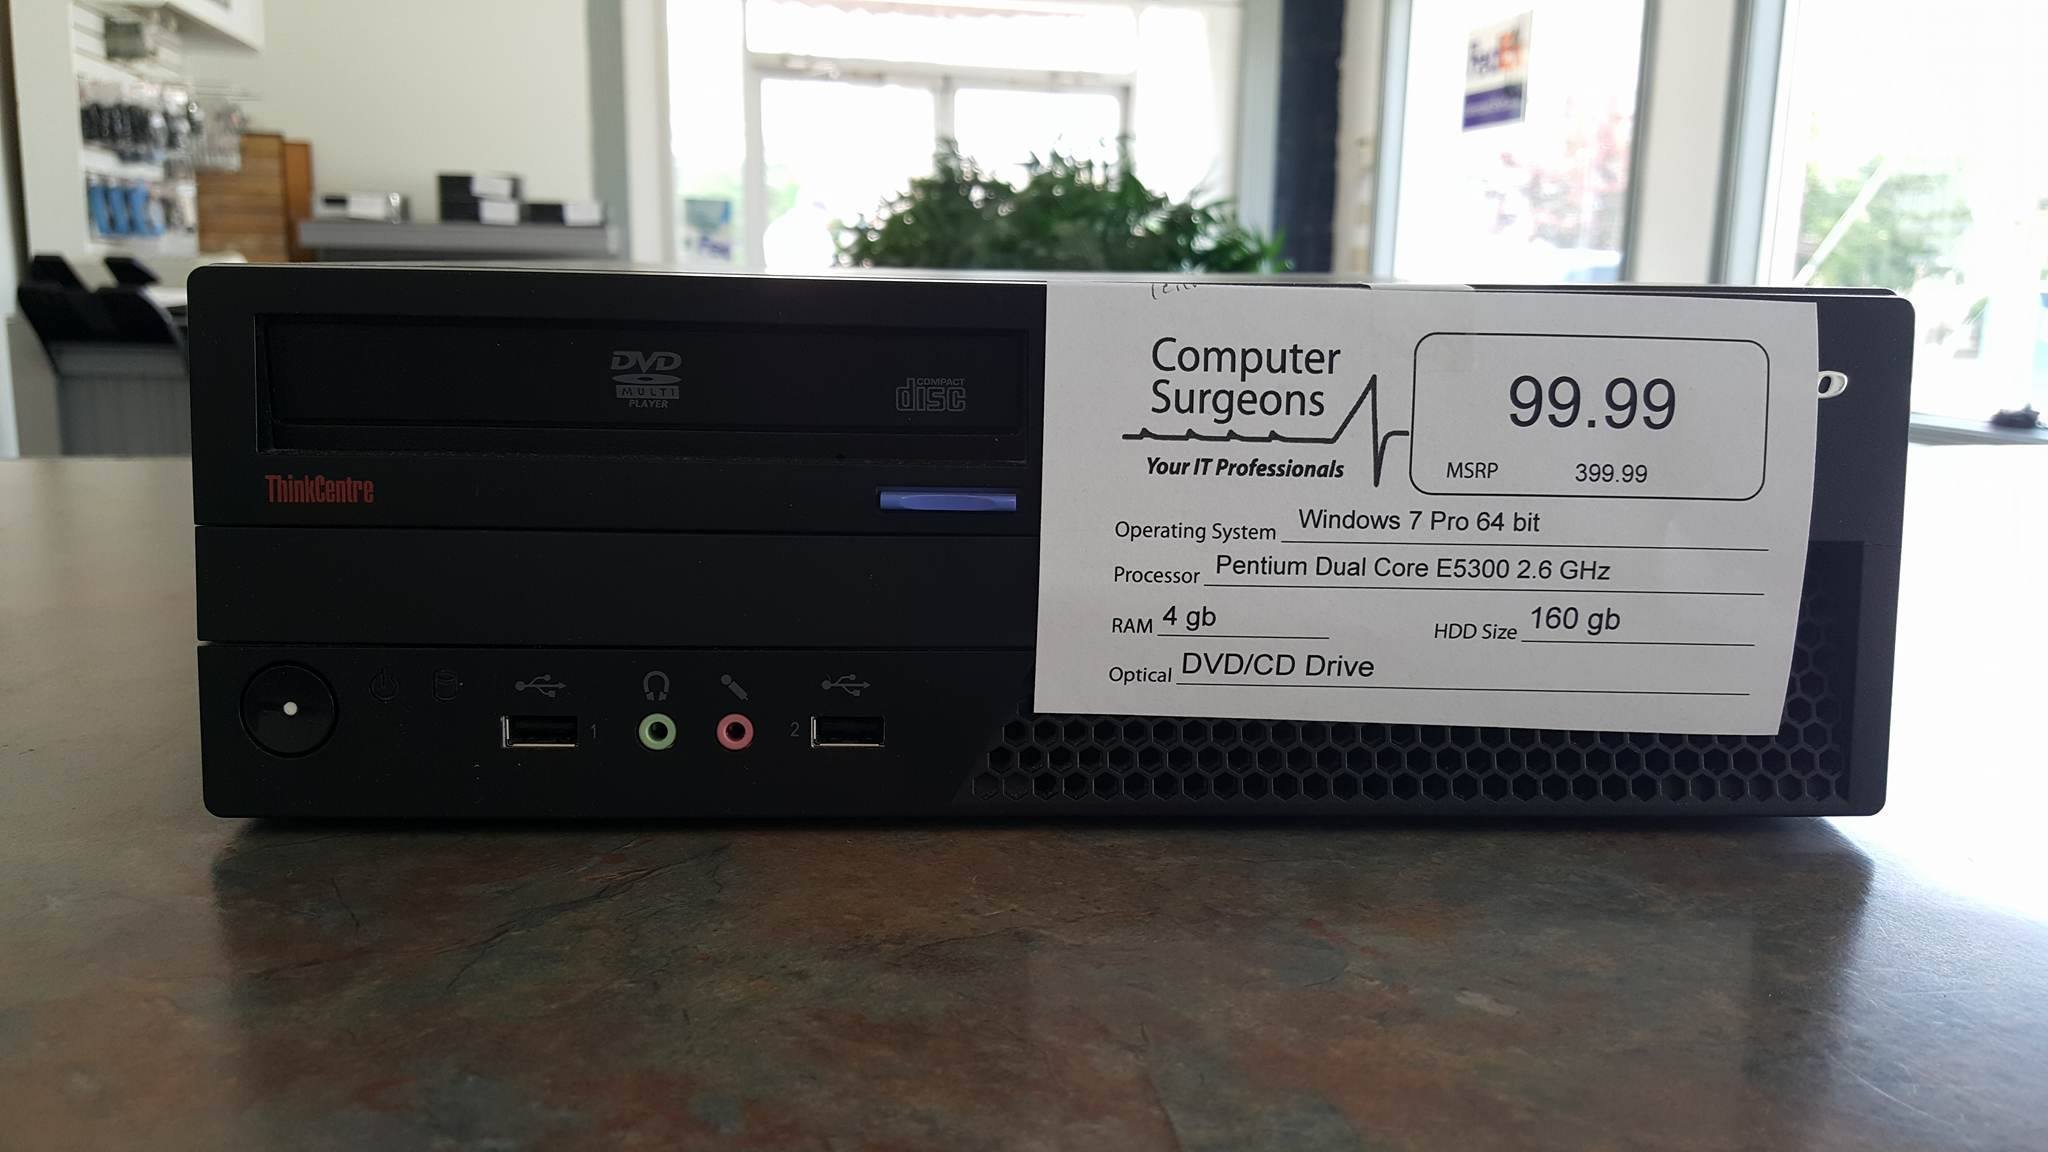 FedEx
DVD
MULTI
PLAYER
COMPACT
disc
ThinkCentre
1
2
Computer
Surgeons
Your IT Professionals
99.99
MSRP 399.99
Operating System Windows 7 Pro 64 bit
Processor Pentium Dual Core E5300 2.6 GHz
RAM 4 gb HDD Size 160 gb
Optical DVD/CD Drive